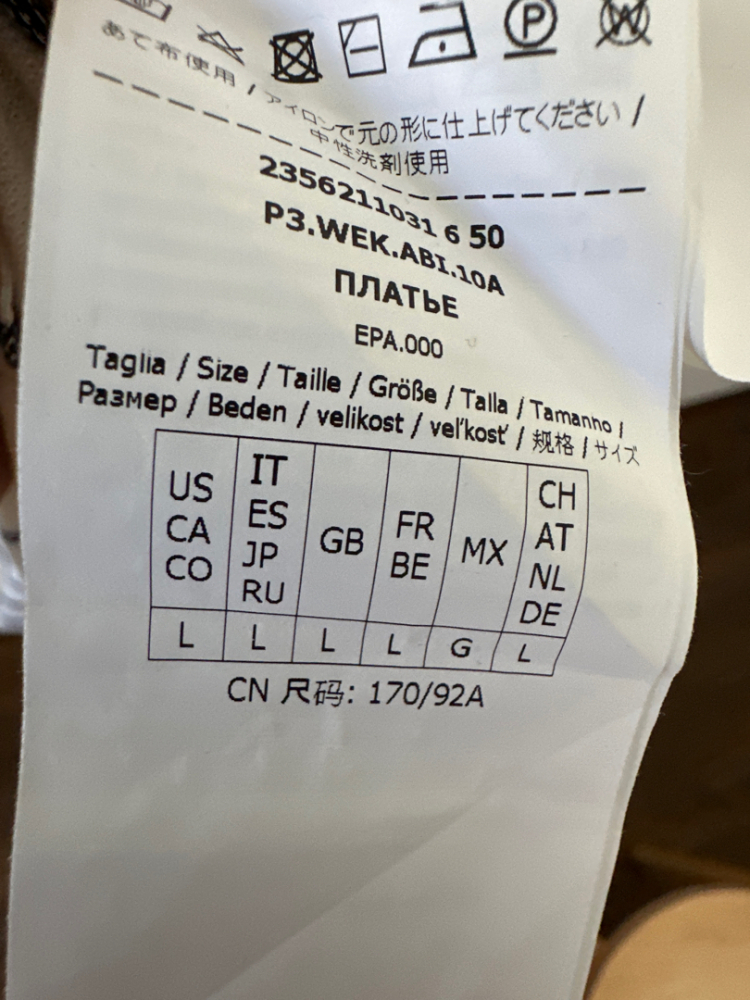 あて布使用 / アイロンで元の形に仕上げてください /
中性洗剤使用
2356211031 6 50
P3.WEK.ABI.10A
ПЛАТЬЕ
EPA.000
Taglia / Size / Taille / Größe / Talla / Tamanho /
Размер / Beden / velikost / veľkosť / 规格 / サイズ
US CA CO
IT ES JP RU
GB
FR BE
MX
CH AT NL DE
L L L L G L
CN 尺码: 170/92A